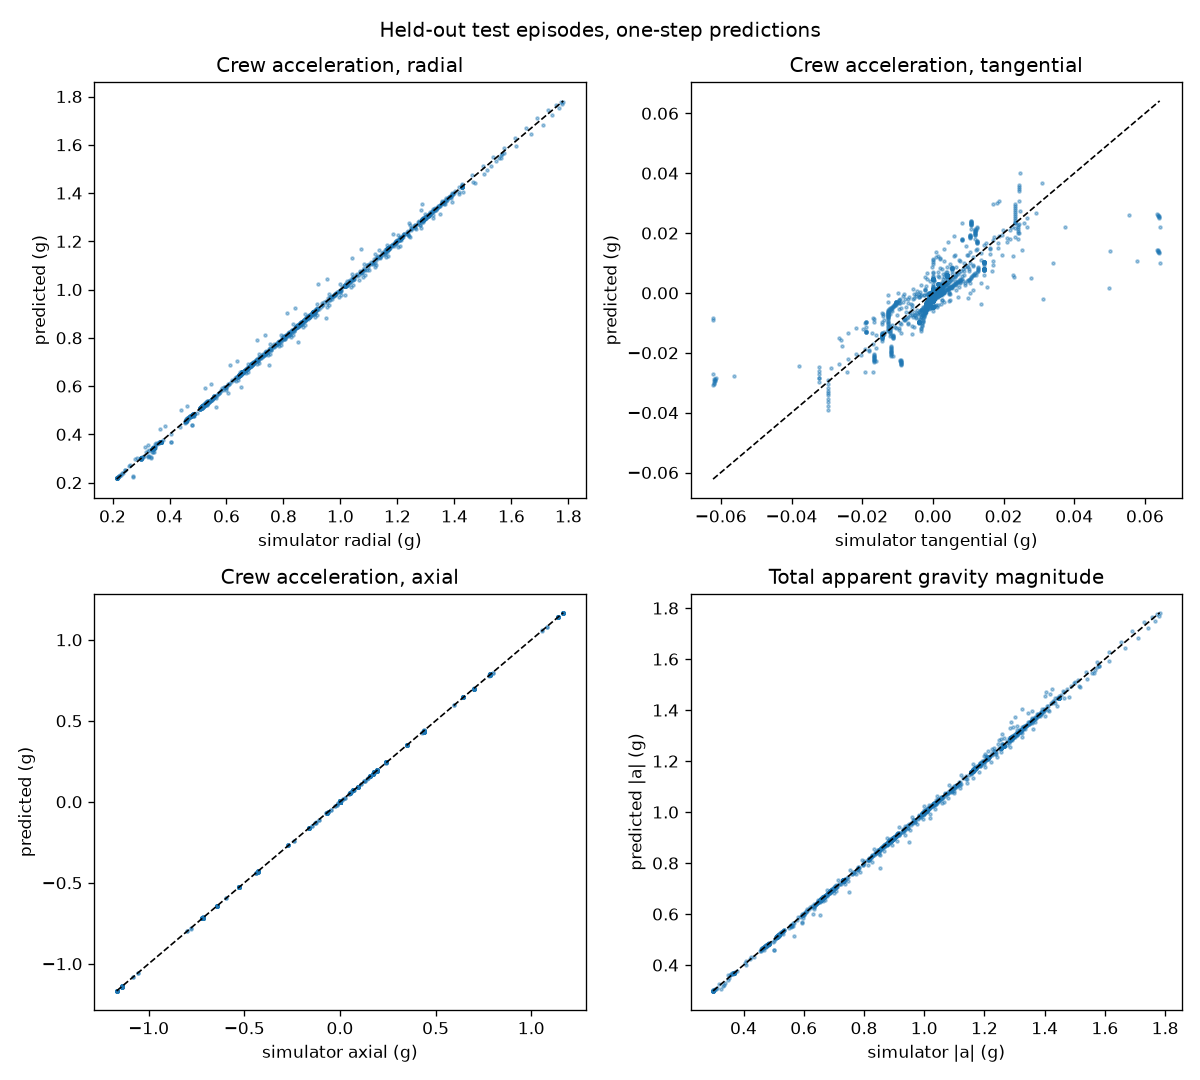 Held-out test episodes, one-step predictions
Crew acceleration, radial
1.8
1.6
1.4
1.2
1.0
0.8
0.6
0.4
0.2
predicted (g)
0.2 0.4 0.6 0.8 1.0 1.2 1.4 1.6 1.8
simulator radial (g)
Crew acceleration, tangential
0.06
0.04
0.02
0.00
−0.02
−0.04
−0.06
predicted (g)
−0.06 −0.04 −0.02 0.00 0.02 0.04 0.06
simulator tangential (g)
Crew acceleration, axial
1.0
0.5
0.0
−0.5
−1.0
predicted (g)
−1.0 −0.5 0.0 0.5 1.0
simulator axial (g)
Total apparent gravity magnitude
1.8
1.6
1.4
1.2
1.0
0.8
0.6
0.4
predicted |a| (g)
0.4 0.6 0.8 1.0 1.2 1.4 1.6 1.8
simulator |a| (g)